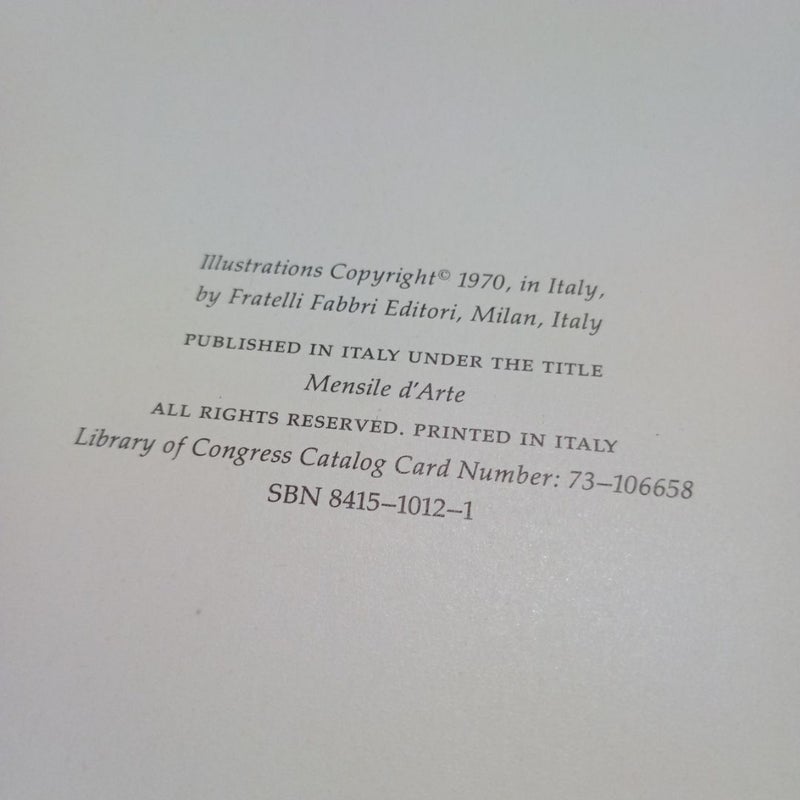 Illustrations Copyright© 1970, in Italy,
by Fratelli Fabbri Editori, Milan, Italy
PUBLISHED IN ITALY UNDER THE TITLE
Mensile d'Arte
ALL RIGHTS RESERVED. PRINTED IN ITALY
Library of Congress Catalog Card Number: 73–106658
SBN 8415–1012–1